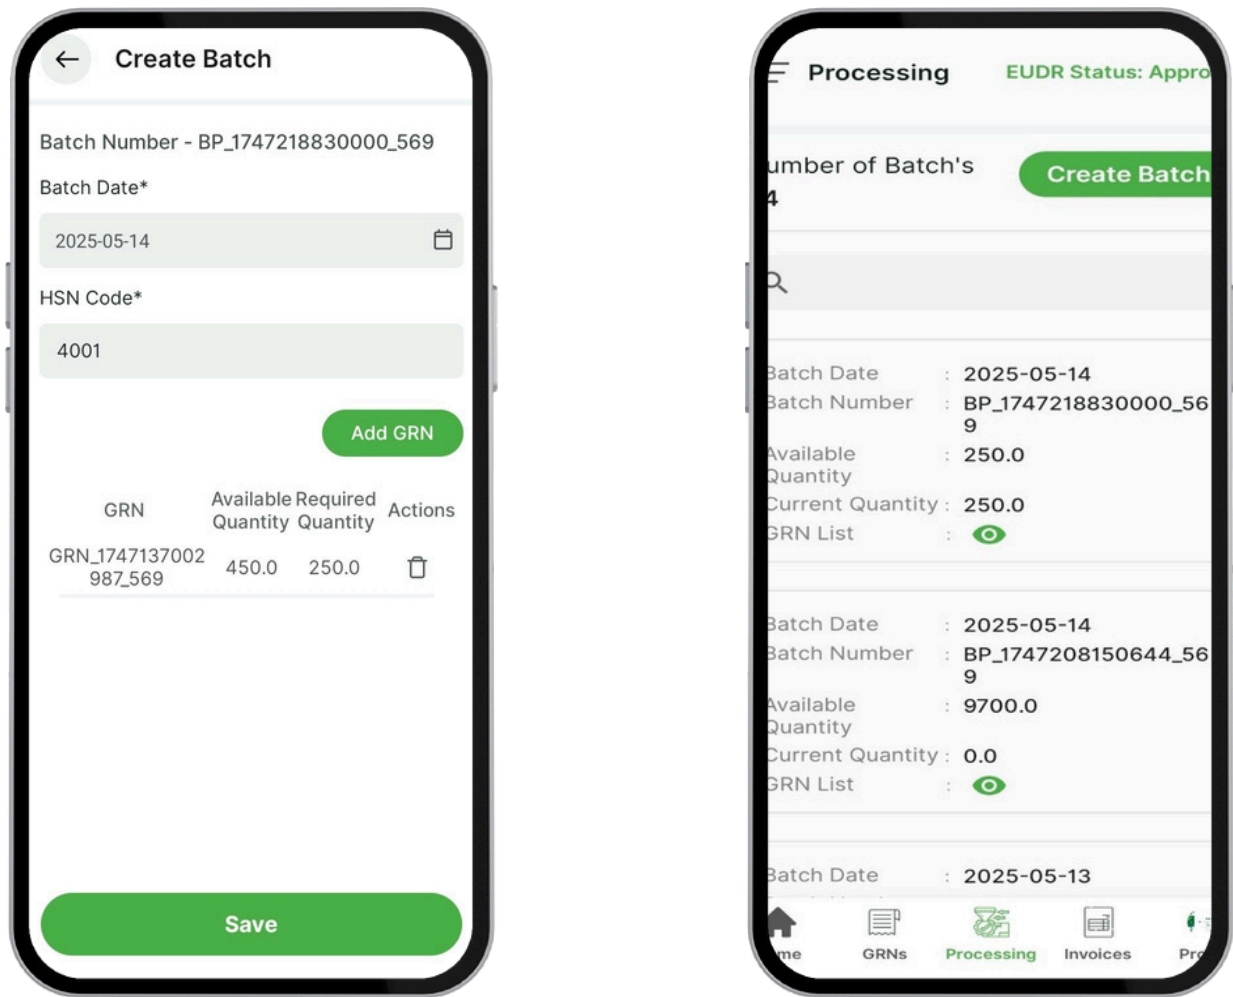 Create Batch
Batch Number - BP_1747218830000_569
Batch Date*
2025-05-14
HSN Code*
4001
Add GRN
GRN Available Quantity Required Quantity Actions
GRN_1747137002
987_569 450.0 250.0
Save
Processing EUDR Status: Appro
umber of Batch's
4
Create Batch
Batch Date : 2025-05-14
Batch Number : BP_1747218830000_56
9
Available : 250.0
Quantity
Current Quantity : 250.0
GRN List :
Batch Date : 2025-05-14
Batch Number : BP_1747208150644_56
9
Available : 9700.0
Quantity
Current Quantity : 0.0
GRN List :
Batch Date : 2025-05-13
me GRNs Processing Invoices Pro